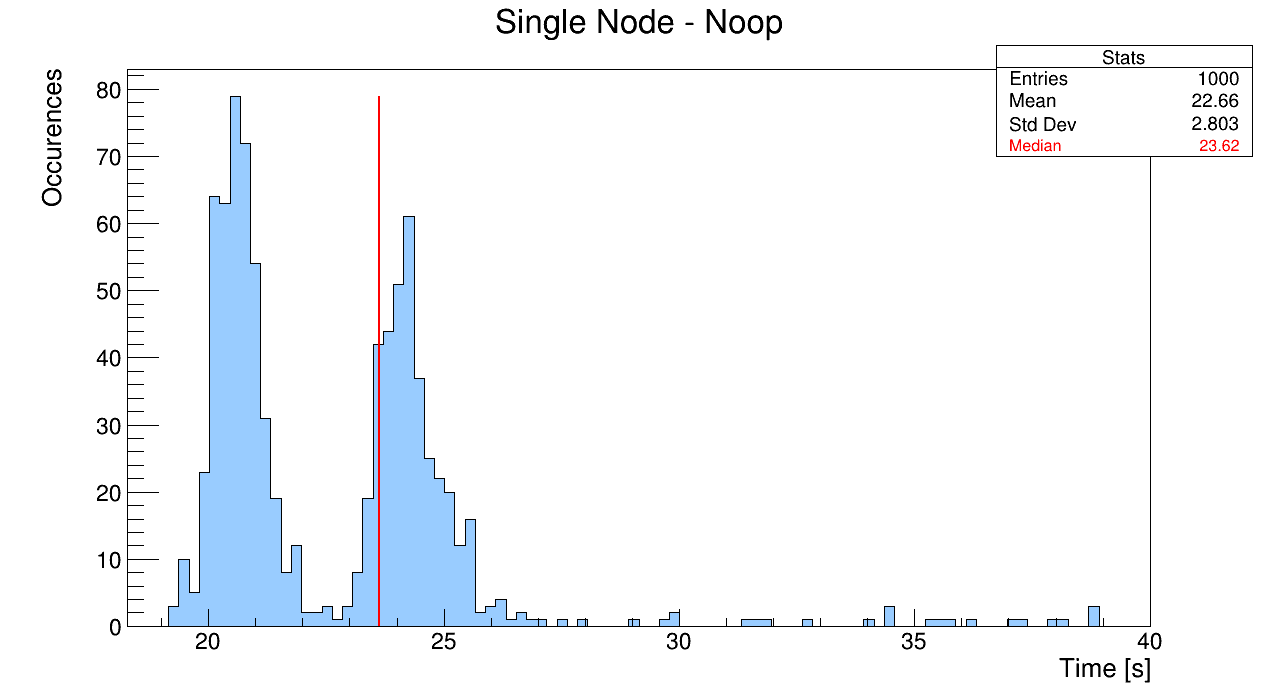 Single Node - Noop
Occurences
Stats
Entries 1000
Mean 22.66
Std Dev 2.803
Median 23.62
80
70
60
50
40
30
20
10
0
20 25 30 35 40
Time [s]